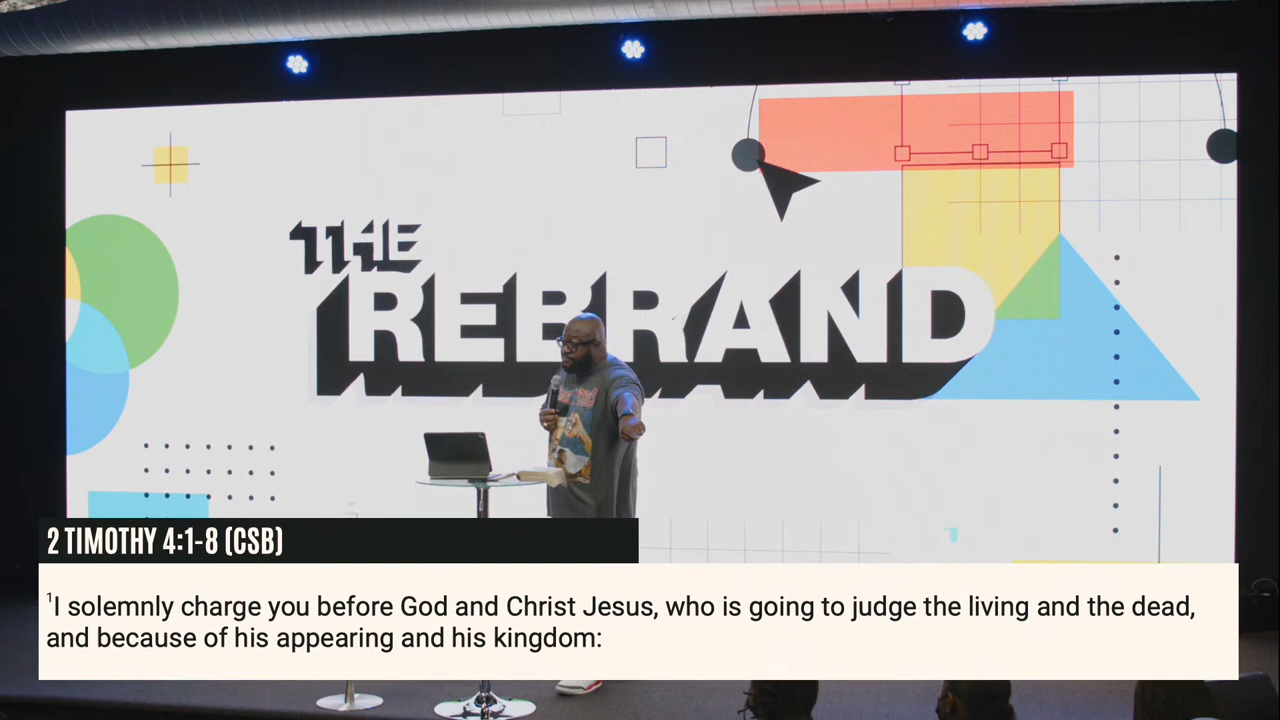 THE
REBRAND
2 TIMOTHY 4:1-8 (CSB)
¹I solemnly charge you before God and Christ Jesus, who is going to judge the living and the dead,
and because of his appearing and his kingdom: